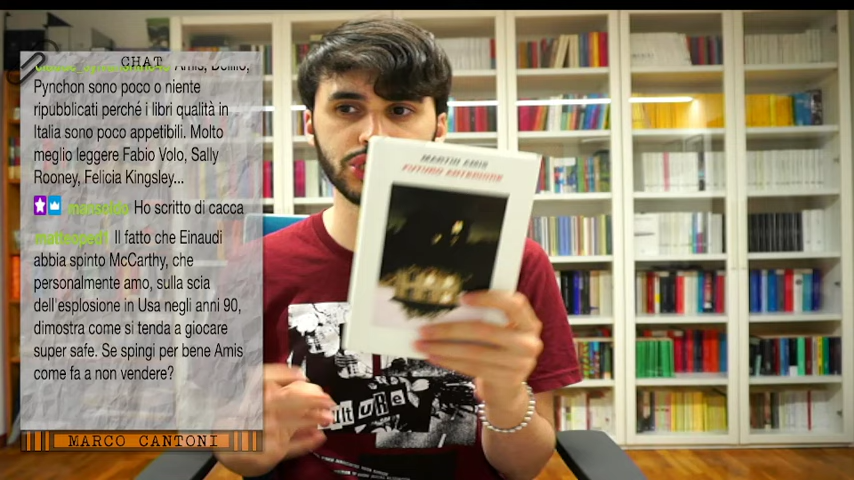 CHAT
Amis, Delillo,
Pynchon sono poco o niente
ripubblicati perché i libri qualità in
Italia sono poco appetibili. Molto
meglio leggere Fabio Volo, Sally
Rooney, Felicia Kingsley...
Ho scritto di cacca
Il fatto che Einaudi
abbia spinto McCarthy, che
personalmente amo, sulla scia
dell'esplosione in Usa negli anni 90,
dimostra come si tenda a giocare
super safe. Se spingi per bene Amis
come fa a non vendere?
MARCO CANTONI
MARTIN AMIS
FUTURO ANTERIORE